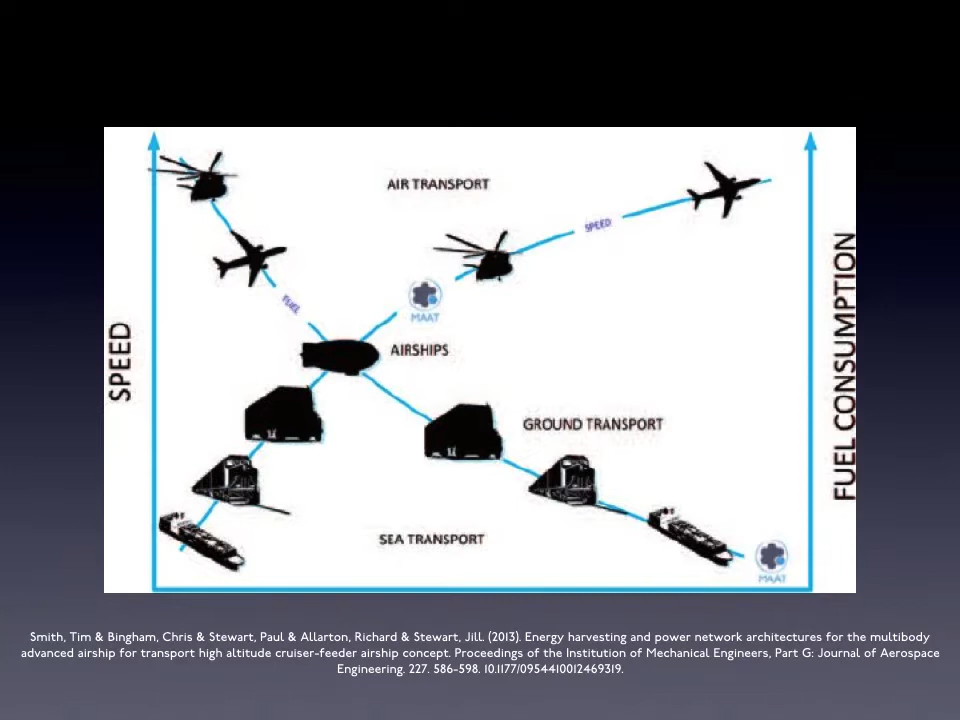 AIR TRANSPORT
SPEED
FUEL
MAAT
AIRSHIPS
SPEED
FUEL CONSUMPTION
GROUND TRANSPORT
SEA TRANSPORT
MAAT
Smith, Tim & Bingham, Chris & Stewart, Paul & Allarton, Richard & Stewart, Jill. (2013). Energy harvesting and power network architectures for the multibody
advanced airship for transport high altitude cruiser-feeder airship concept. Proceedings of the Institution of Mechanical Engineers, Part G: Journal of Aerospace
Engineering. 227. 586-598. 10.1177/0954410012469319.